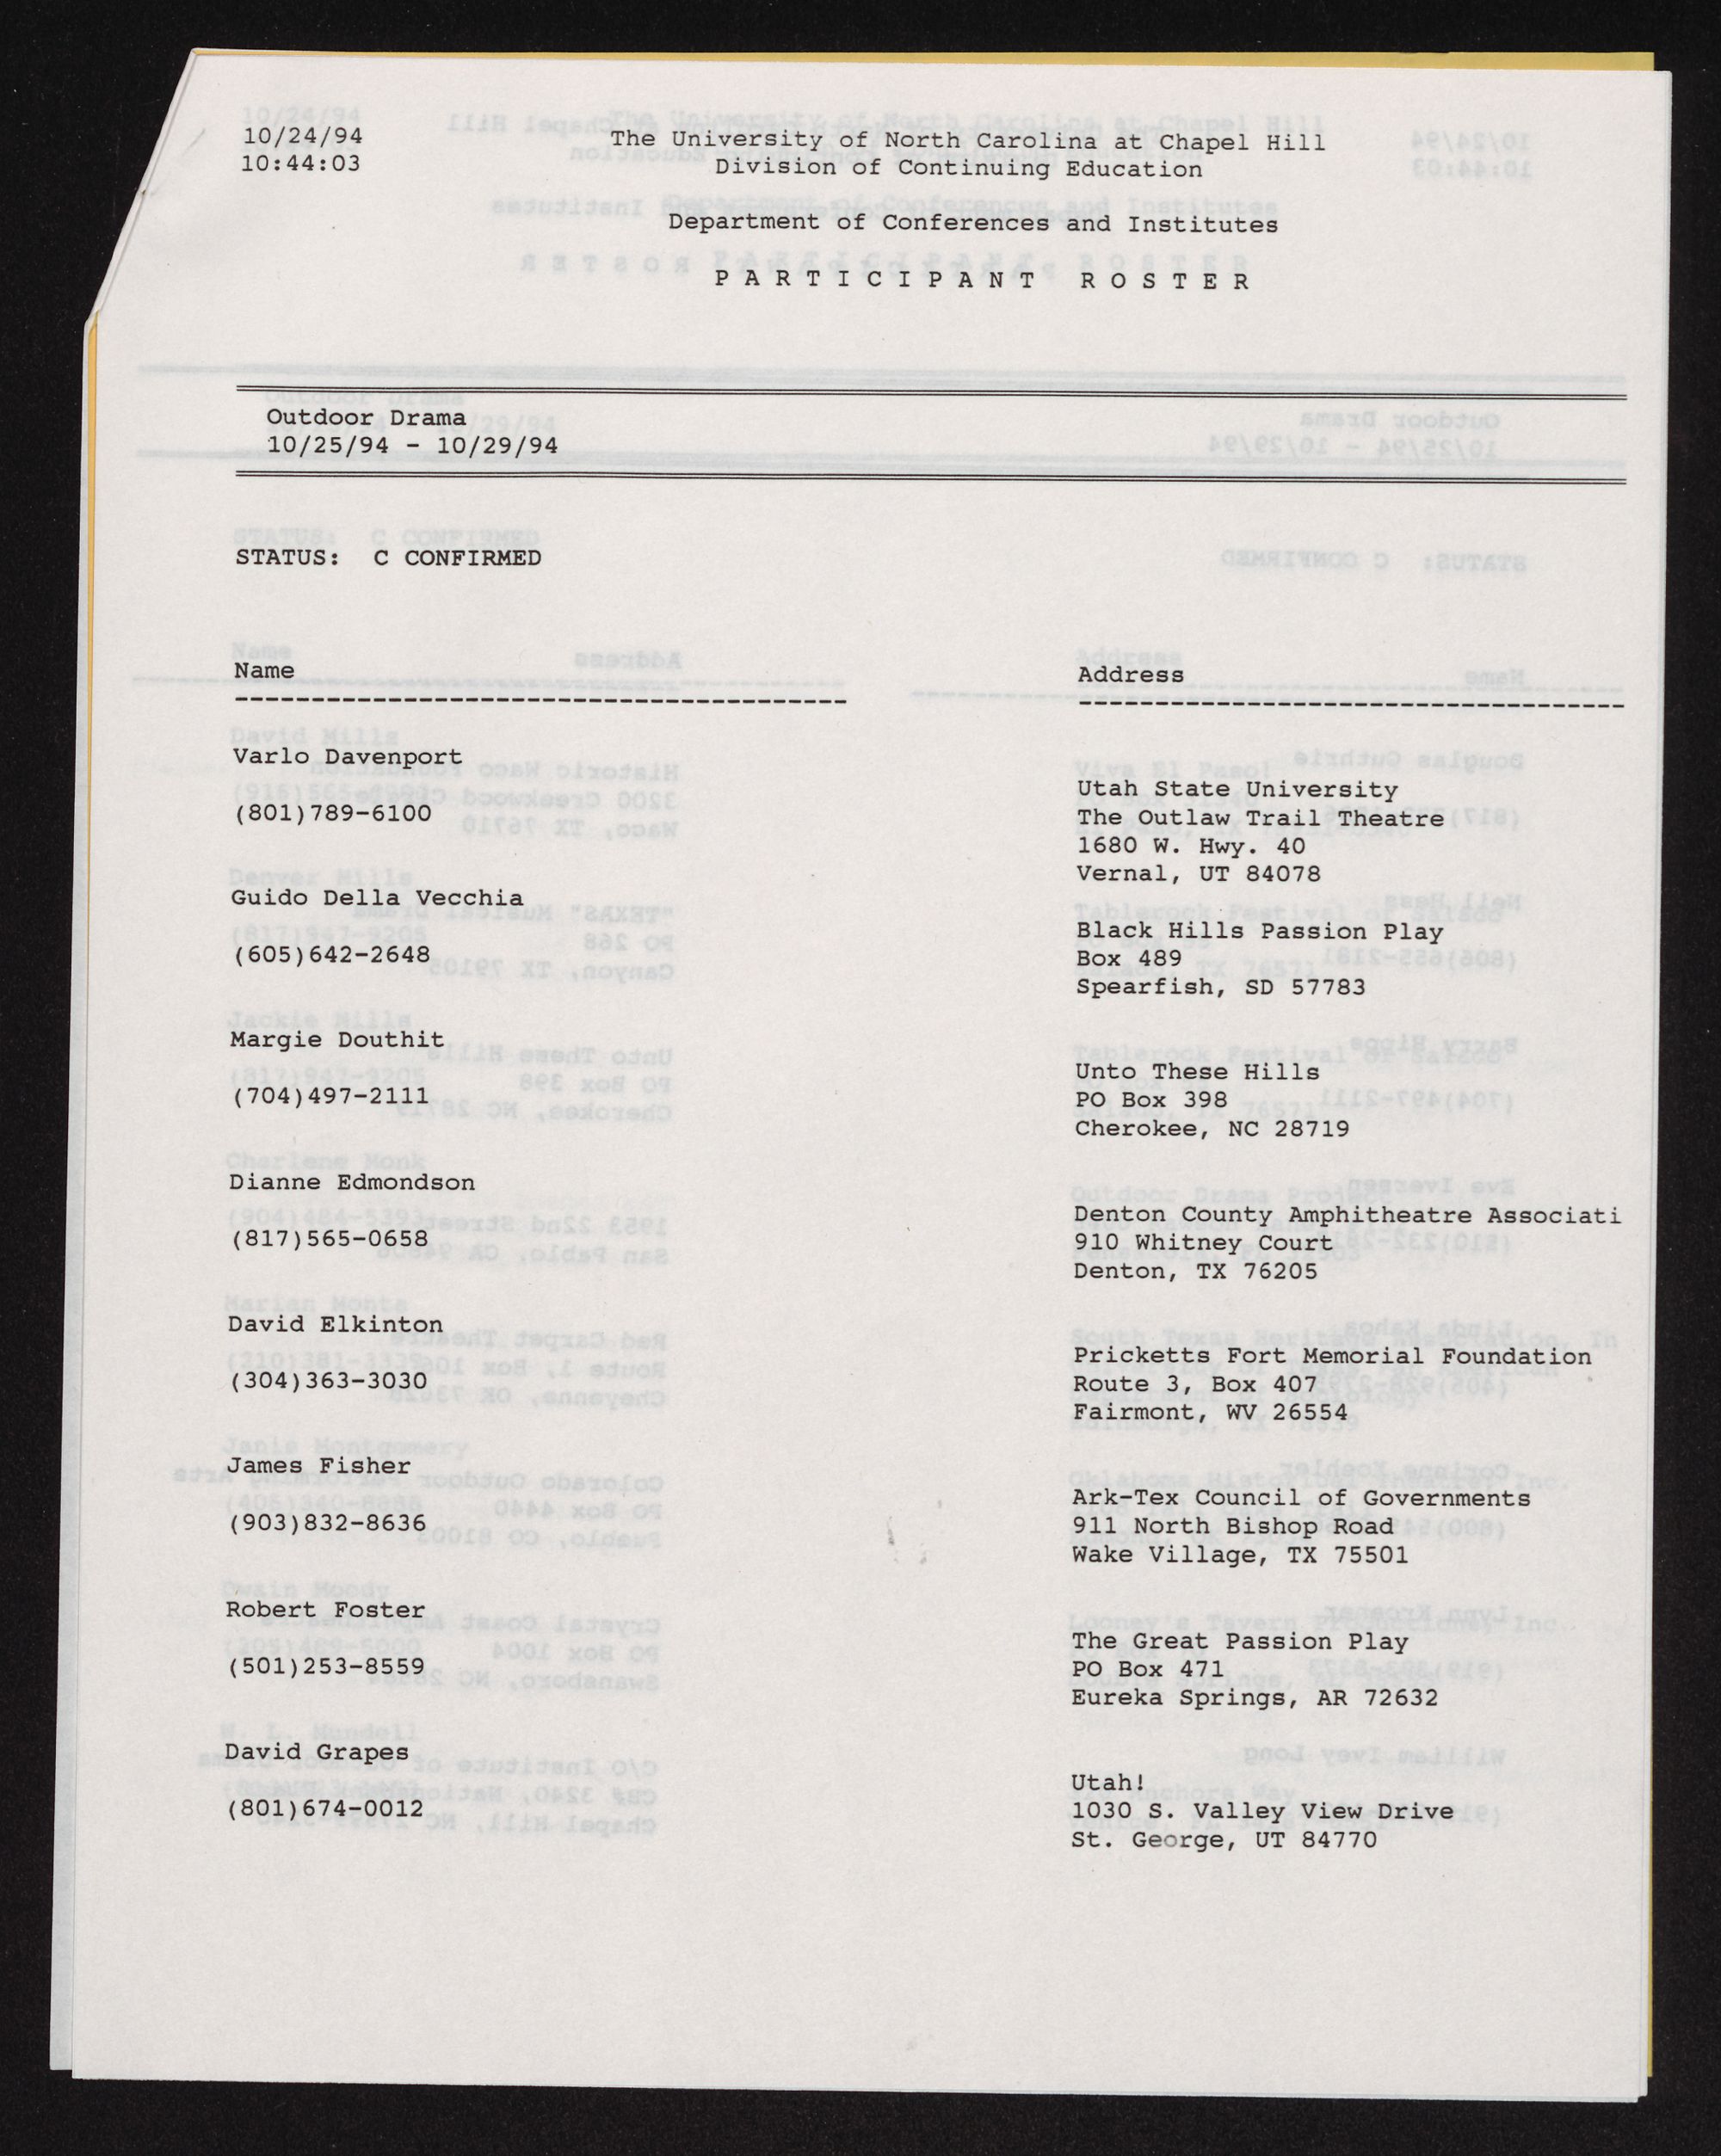 10/24/94
10:44:03
The University of North Carolina at Chapel Hill
Division of Continuing Education
Department of Conferences and Institutes
P A R T I C I P A N T   R O S T E R
Outdoor Drama
10/25/94 - 10/29/94
STATUS:  C CONFIRMED
Name
Address
Varlo Davenport
(801)789-6100
Utah State University
The Outlaw Trail Theatre
1680 W. Hwy. 40
Vernal, UT 84078
Guido Della Vecchia
(605)642-2648
Black Hills Passion Play
Box 489
Spearfish, SD 57783
Margie Douthit
(704)497-2111
Unto These Hills
PO Box 398
Cherokee, NC 28719
Dianne Edmondson
(817)565-0658
Denton County Amphitheatre Associati
910 Whitney Court
Denton, TX 76205
David Elkinton
(304)363-3030
Pricketts Fort Memorial Foundation
Route 3, Box 407
Fairmont, WV 26554
James Fisher
(903)832-8636
Ark-Tex Council of Governments
911 North Bishop Road
Wake Village, TX 75501
Robert Foster
(501)253-8559
The Great Passion Play
PO Box 471
Eureka Springs, AR 72632
David Grapes
(801)674-0012
Utah!
1030 S. Valley View Drive
St. George, UT 84770